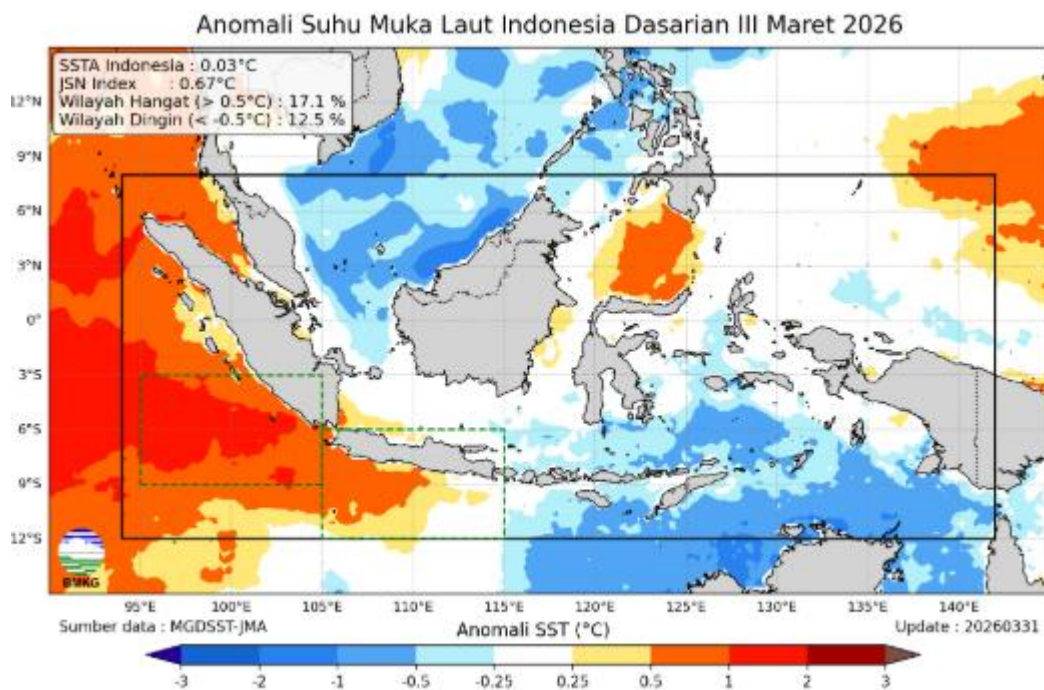 Anomali Suhu Muka Laut Indonesia Dasarian III Maret 2026
SSTA Indonesia : 0.03°C
JSN Index : 0.67°C
Wilayah Hangat (> 0.5°C) : 17.1 %
Wilayah Dingin (< -0.5°C) : 12.5 %
12°N
9°N
6°N
3°N
0°
3°S
6°S
9°S
12°S
BMKG
95°E 100°E 105°E 110°E 115°E 120°E 125°E 130°E 135°E 140°E
Sumber data : MGDSST-JMA
Anomali SST (°C)
Update : 20260331
-3 -2 -1 -0.5 -0.25 0.25 0.5 1 2 3